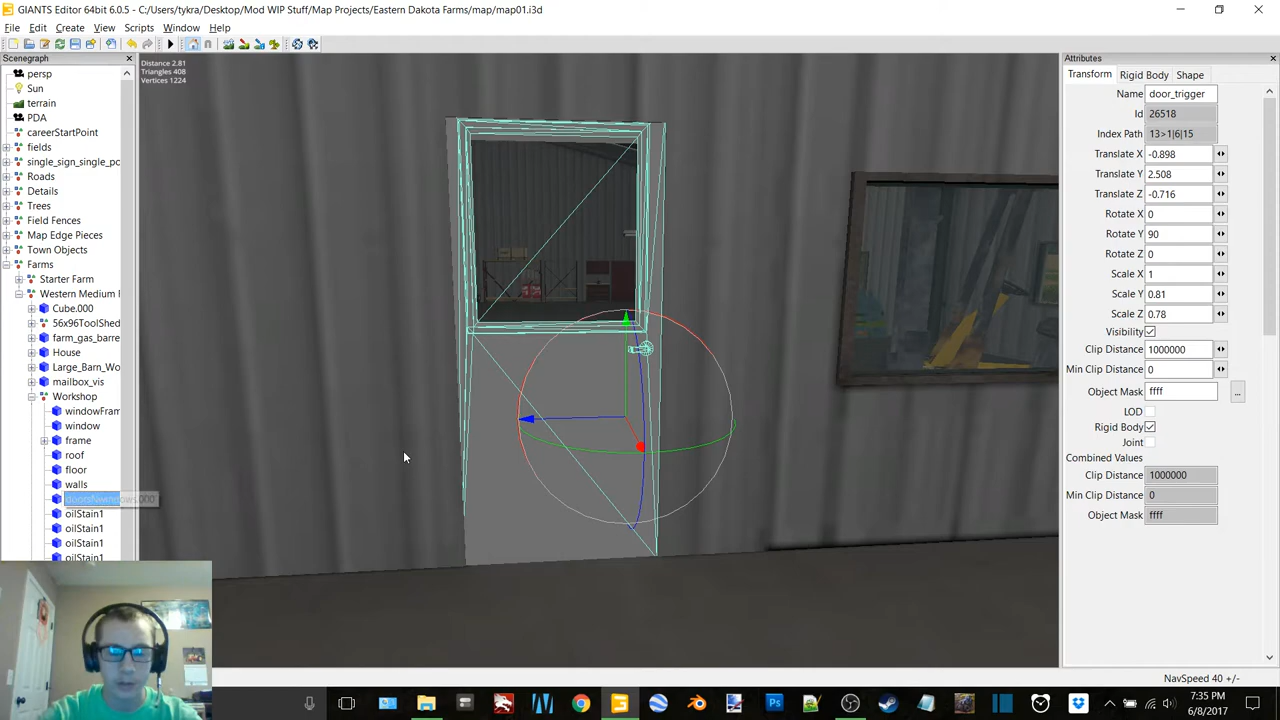 GIANTS Editor 64bit 6.0.5 - C:/Users/tykra/Desktop/Mod WIP Stuff/Map Projects/Eastern Dakota Farms/map/map01.i3d
File Edit Create View Scripts Window Help
Scenegraph
persp
Sun
terrain
PDA
careerStartPoint
fields
single_sign_single_po
Roads
Details
Trees
Field Fences
Map Edge Pieces
Town Objects
Farms
Starter Farm
Western Medium F
Cube.000
56x96ToolShed
farm_gas_barre
House
Large_Barn_Wo
mailbox_vis
Workshop
windowFram
window
frame
roof
floor
walls
oilStain1
oilStain1
oilStain1
oilStain1
Distance 2.81
Triangles 408
Vertices 1224
Attributes
Transform Rigid Body Shape
Name door_trigger
Id 26518
Index Path 13>1|6|15
Translate X -0.898
Translate Y 2.508
Translate Z -0.716
Rotate X 0
Rotate Y 90
Rotate Z 0
Scale X 1
Scale Y 0.81
Scale Z 0.78
Visibility
Clip Distance 1000000
Min Clip Distance 0
Object Mask ffff ...
LOD
Rigid Body
Joint
Combined Values
Clip Distance 1000000
Min Clip Distance 0
Object Mask ffff
NavSpeed 40 +/-
7:35 PM
6/8/2017